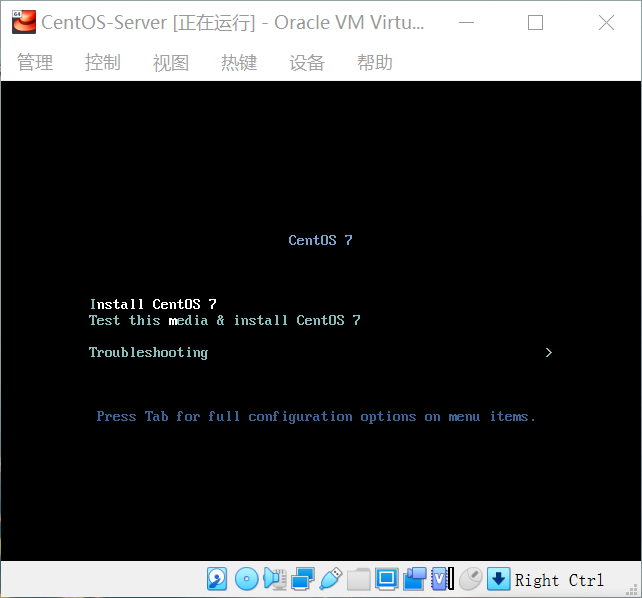 CentOS-Server [正在运行] - Oracle VM Virtu...
管理 控制 视图 热键 设备 帮助
CentOS 7
Install CentOS 7
Test this media & install CentOS 7
Troubleshooting >
Press Tab for full configuration options on menu items.
Right Ctrl